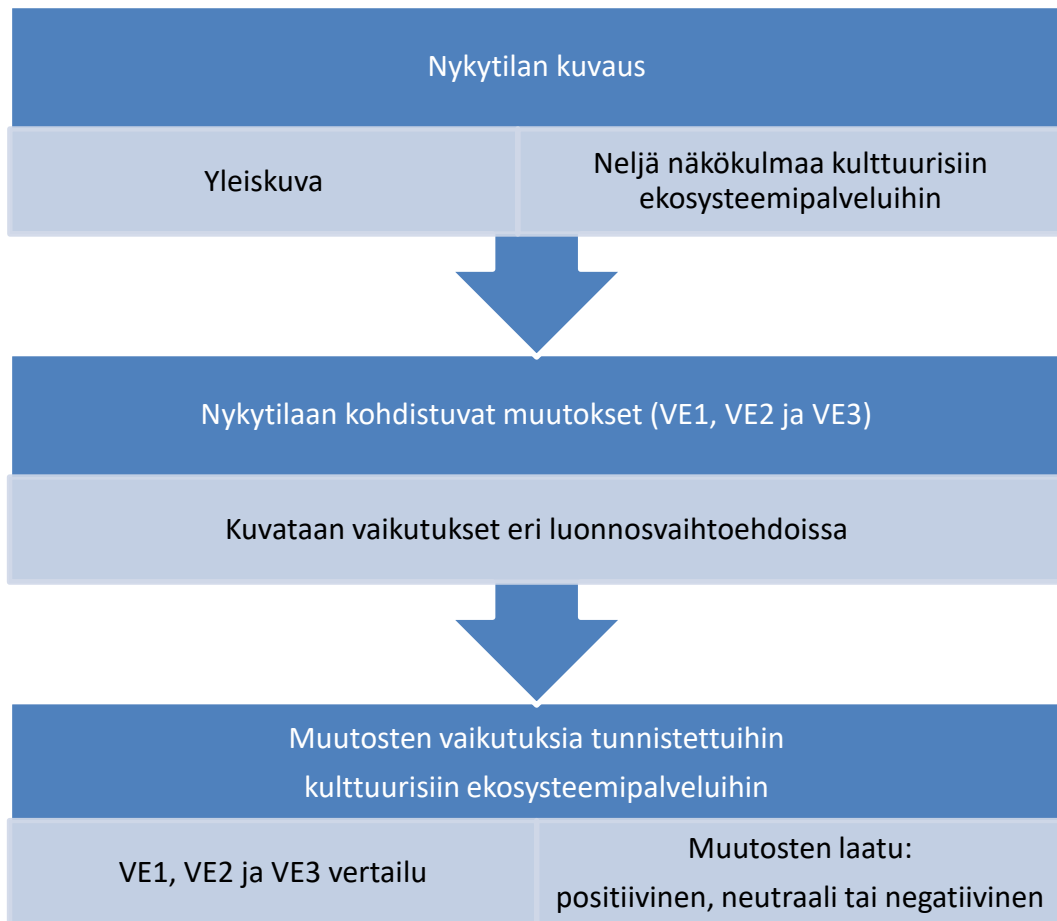 Nykytilan kuvaus
Yleiskuva
Neljä näkökulmaa kulttuurisiin
ekosysteemipalveluihin
Nykytilaan kohdistuvat muutokset (VE1, VE2 ja VE3)
Kuvataan vaikutukset eri luonnosvaihtoehdoissa
Muutosten vaikutuksia tunnistettuihin
kulttuurisiin ekosysteemipalveluihin
VE1, VE2 ja VE3 vertailu
Muutosten laatu:
positiivinen, neutraali tai negatiivinen